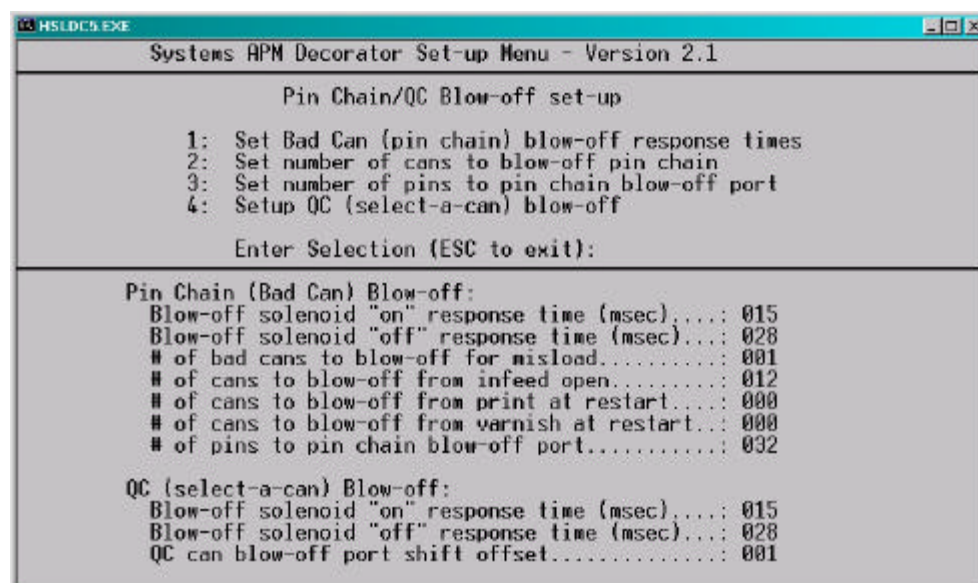 HSLDC5.EXE
Systems APM Decorator Set-up Menu - Version 2.1
Pin Chain/QC Blow-off set-up
1: Set Bad Can (pin chain) blow-off response times
2: Set number of cans to blow-off pin chain
3: Set number of pins to pin chain blow-off port
4: Setup QC (select-a-can) blow-off
Enter Selection (ESC to exit):
Pin Chain (Bad Can) Blow-off:
Blow-off solenoid "on" response time (msec)....: 015
Blow-off solenoid "off" response time (msec)...: 028
# of bad cans to blow-off for misload..........: 001
# of cans to blow-off from infeed open.........: 012
# of cans to blow-off from print at restart....: 000
# of cans to blow-off from varnish at restart..: 000
# of pins to pin chain blow-off port...........: 032
QC (select-a-can) Blow-off:
Blow-off solenoid "on" response time (msec)....: 015
Blow-off solenoid "off" response time (msec)...: 028
QC can blow-off port shift offset..............: 001